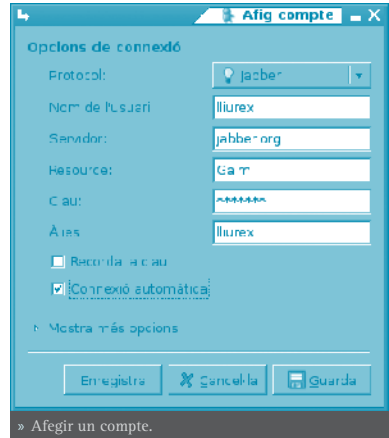 Afig compte
Opcions de connexió
Protocol: Jabber
Nom de l'usuari lliurex
Servidor: jabber.org
Resource: Gaim
Clau: *******
Àlies lliurex
Recorda la clau
Connexió automàtica
Mostra més opcions
Enregistra Cancel·la Guarda
» Afegir un compte.